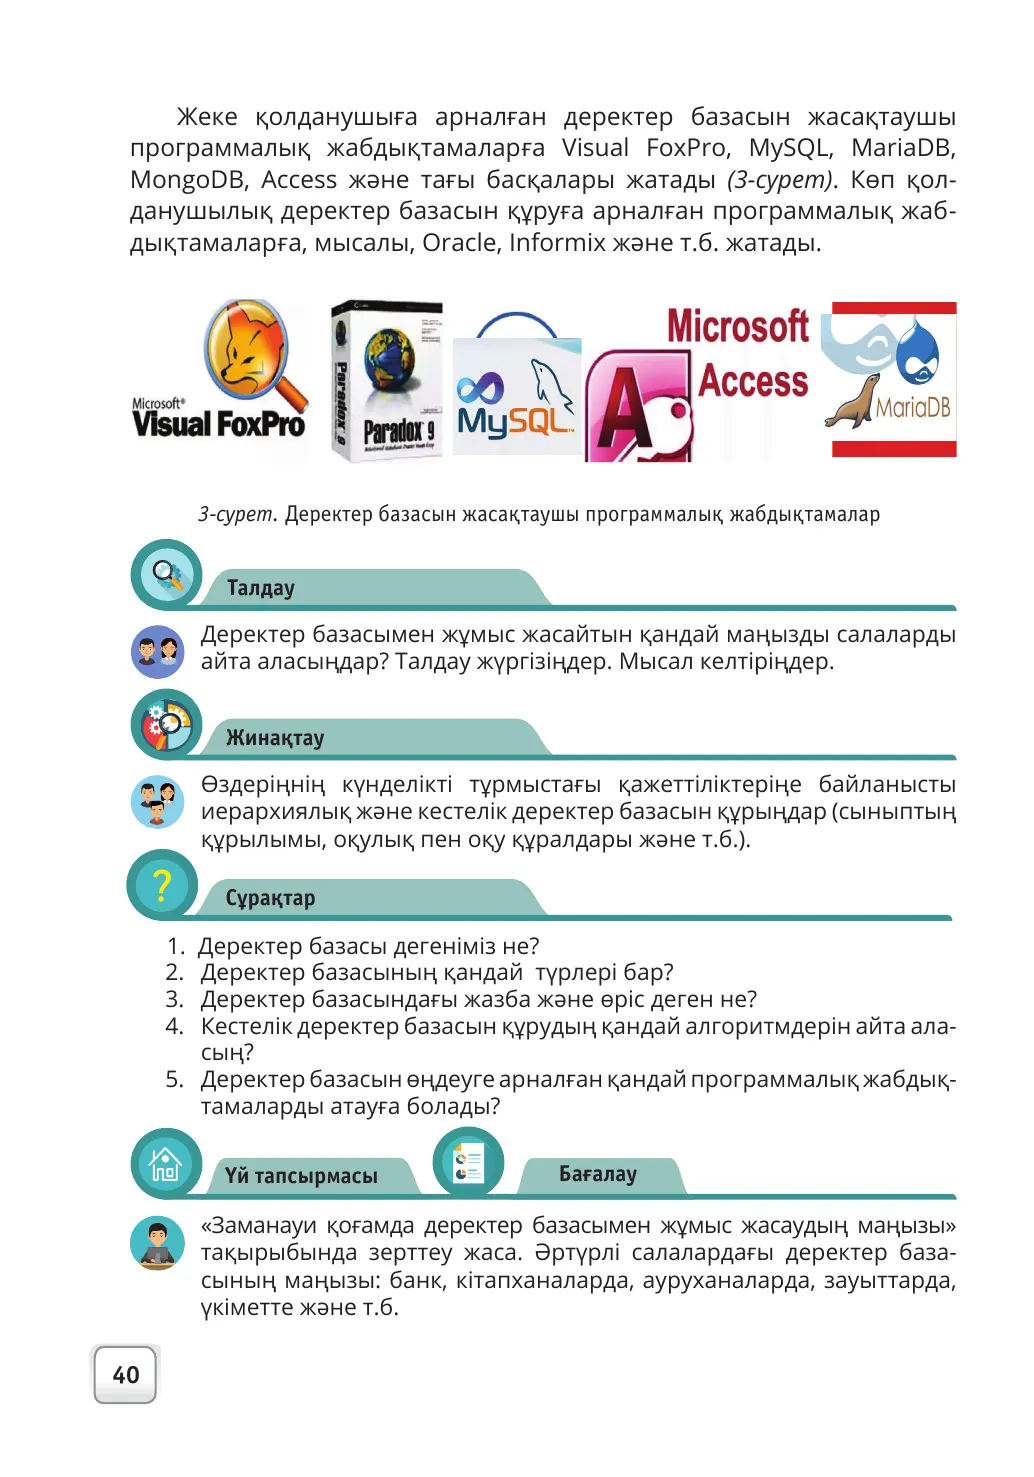 Жеке қолданушыға арналған деректер базасын жасақтаушы
программалық жабдықтамаларға Visual FoxPro, MySQL, MariaDB,
MongoDB, Access және тағы басқалары жатады (3-сурет). Көп қол-
данушылық деректер базасын құруға арналған программалық жаб-
дықтамаларға, мысалы, Oracle, Informix және т.б. жатады.
Microsoft®
Visual FoxPro
Paradox 9
Paradox 9
MySQL™
A
Microsoft
Access
MariaDB
3-сурет. Деректер базасын жасақтаушы программалық жабдықтамалар
Талдау
Деректер базасымен жұмыс жасайтын қандай маңызды салаларды
айта аласыңдар? Талдау жүргізіңдер. Мысал келтіріңдер.
Жинақтау
Өздеріңнің күнделікті тұрмыстағы қажеттіліктеріңе байланысты
иерархиялық және кестелік деректер базасын құрыңдар (сыныптың
құрылымы, оқулық пен оқу құралдары және т.б.).
?
Сұрақтар
1. Деректер базасы дегеніміз не?
2. Деректер базасының қандай түрлері бар?
3. Деректер базасындағы жазба және өріс деген не?
4. Кестелік деректер базасын құрудың қандай алгоритмдерін айта ала-
сың?
5. Деректер базасын өңдеуге арналған қандай программалық жабдық-
тамаларды атауға болады?
Үй тапсырмасы
Бағалау
«Заманауи қоғамда деректер базасымен жұмыс жасаудың маңызы»
тақырыбында зерттеу жаса. Әртүрлі салалардағы деректер база-
сының маңызы: банк, кітапханаларда, ауруханаларда, зауыттарда,
үкіметте және т.б.
40